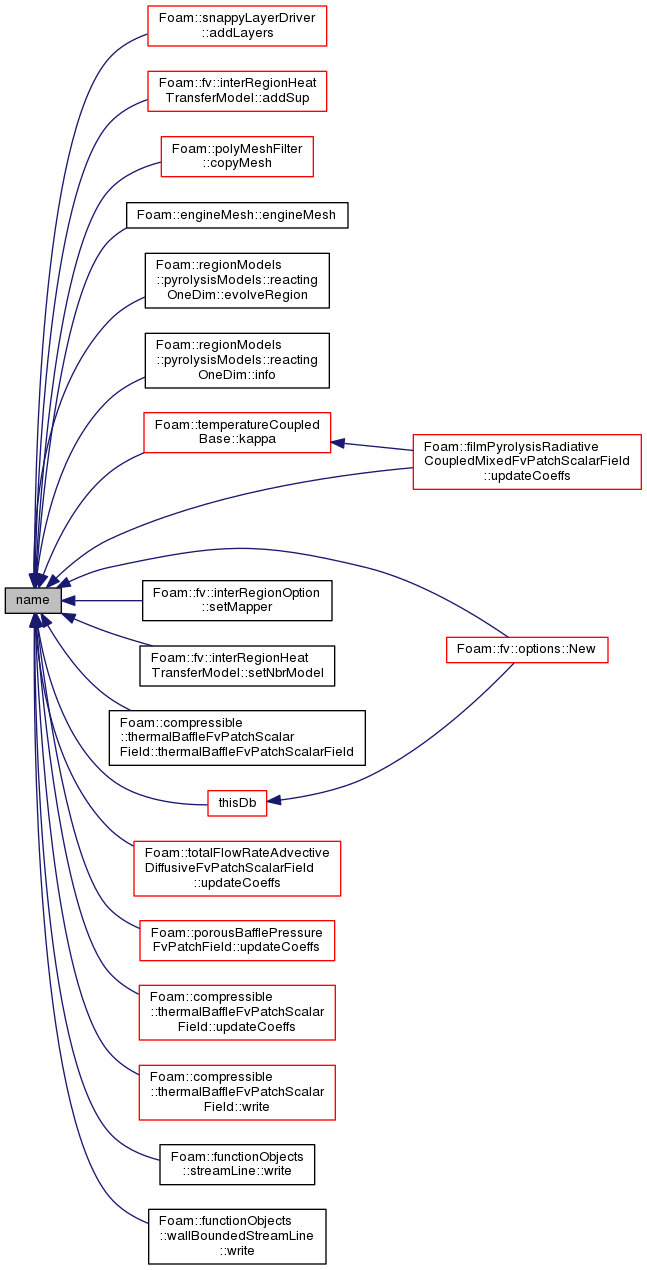 Foam::snappyLayerDriver
::addLayers
Foam::fv::interRegionHeat
TransferModel::addSup
Foam::polyMeshFilter
::copyMesh
Foam::engineMesh::engineMesh
Foam::regionModels
::pyrolysisModels::reacting
OneDim::evolveRegion
Foam::regionModels
::pyrolysisModels::reacting
OneDim::info
Foam::temperatureCoupled
Base::kappa
Foam::filmPyrolysisRadiative
CoupledMixedFvPatchScalarField
::updateCoeffs
name
Foam::fv::interRegionOption
::setMapper
Foam::fv::interRegionHeat
TransferModel::setNbrModel
Foam::fv::options::New
Foam::compressible
::thermalBaffleFvPatchScalar
Field::thermalBaffleFvPatchScalarField
thisDb
Foam::totalFlowRateAdvective
DiffusiveFvPatchScalarField
::updateCoeffs
Foam::porousBafflePressure
FvPatchField::updateCoeffs
Foam::compressible
::thermalBaffleFvPatchScalar
Field::updateCoeffs
Foam::compressible
::thermalBaffleFvPatchScalar
Field::write
Foam::functionObjects
::streamLine::write
Foam::functionObjects
::wallBoundedStreamLine
::write